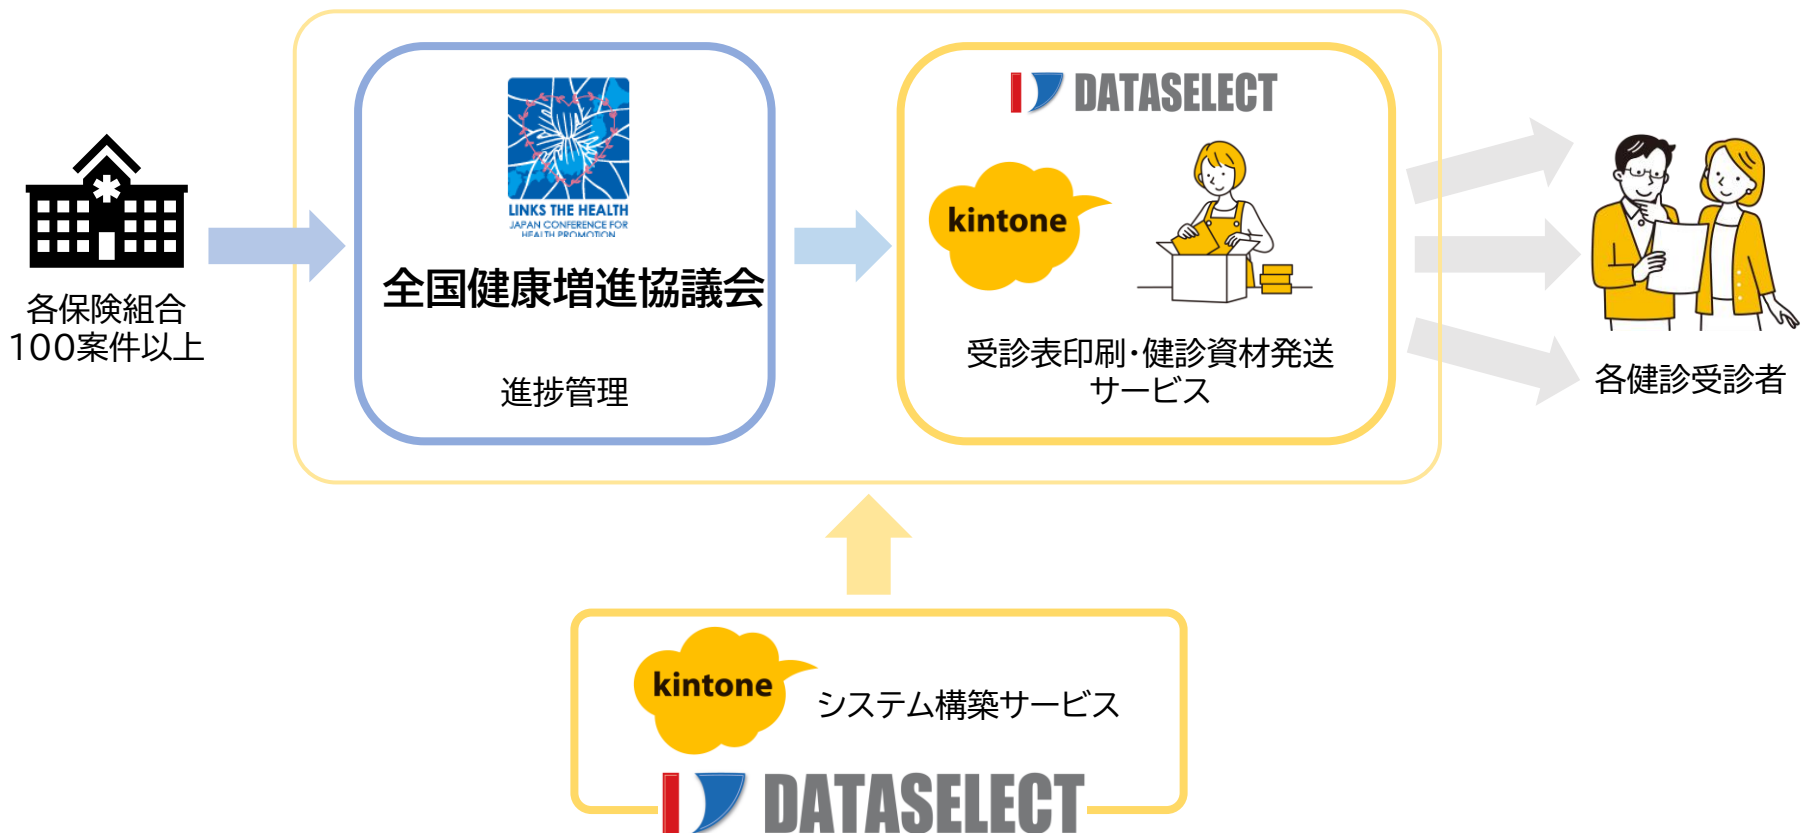 各保険組合
100案件以上
LINKS THE HEALTH
JAPAN CONFERENCE FOR
HEALTH PROMOTION
全国健康増進協議会
進捗管理
DATASELECT
kintone
受診表印刷・健診資材発送
サービス
各健診受診者
kintone
システム構築サービス
DATASELECT